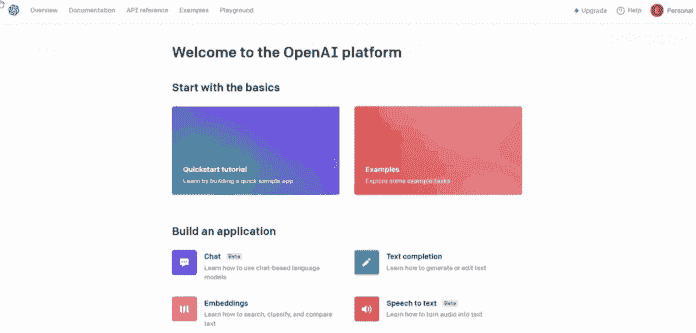 Overview Documentation API reference Examples Playground Upgrade Help Personal
Welcome to the OpenAI platform
Start with the basics
Quickstart tutorial
Learn by building a quick sample app
Examples
Explore some example tasks
Build an application
Chat Beta
Learn how to use chat-based language
models
Text completion
Learn how to generate or edit text
Embeddings
Learn how to search, classify, and compare
text
Speech to text Beta
Learn how to turn audio into text